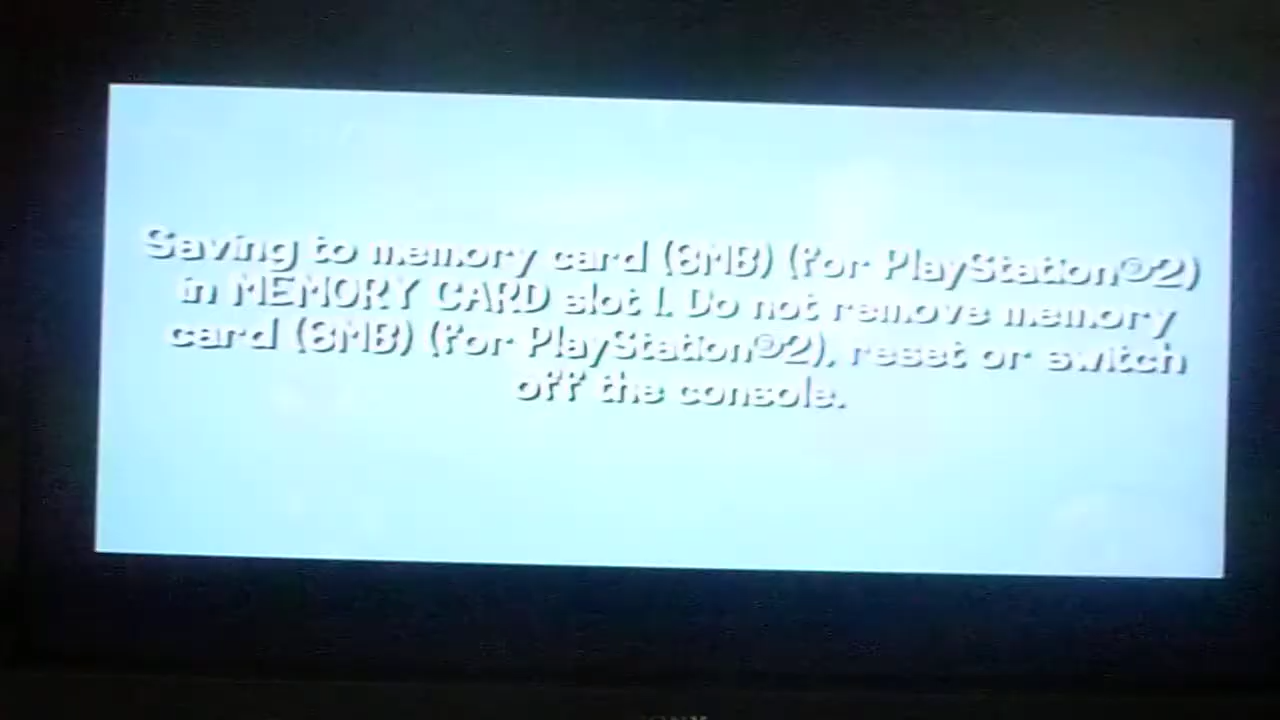 Saving to memory card (8MB) (for PlayStation®2)
in MEMORY CARD slot 1. Do not remove memory
card (8MB) (for PlayStation®2), reset or switch
off the console.
SONY